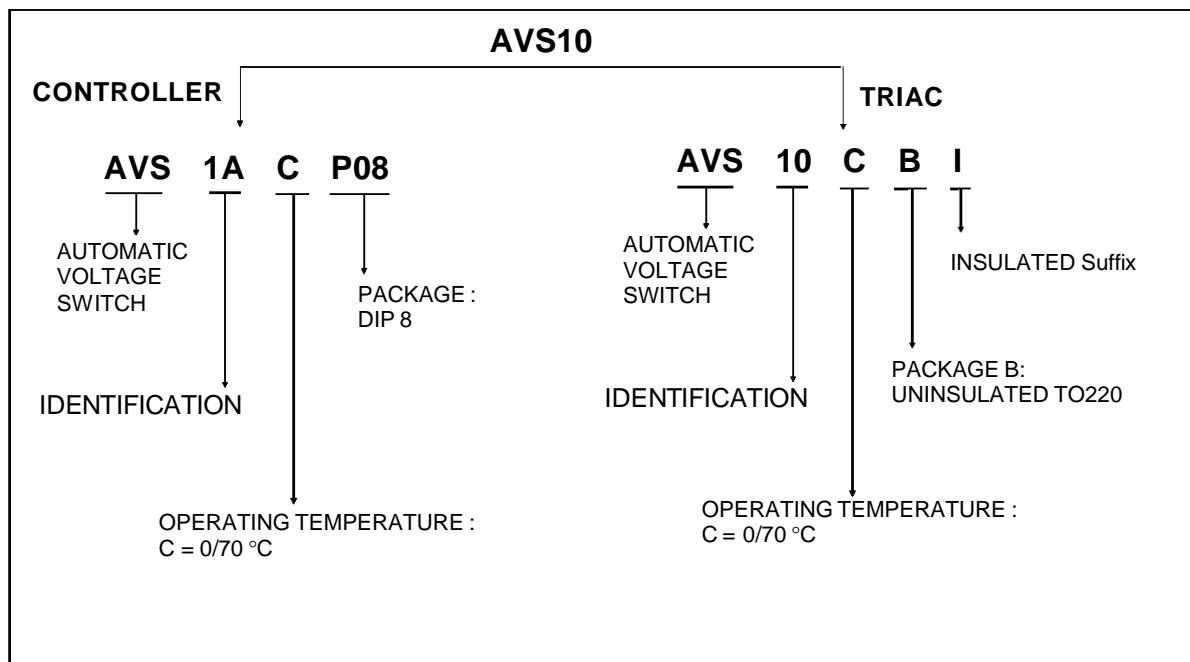 AVS10
CONTROLLER
TRIAC
AVS 1A C P08
AVS 10 C B I
AUTOMATIC
VOLTAGE
SWITCH
PACKAGE :
DIP 8
IDENTIFICATION
OPERATING TEMPERATURE :
C = 0/70 °C
AUTOMATIC
VOLTAGE
SWITCH
INSULATED Suffix
PACKAGE B:
UNINSULATED TO220
IDENTIFICATION
OPERATING TEMPERATURE :
C = 0/70 °C